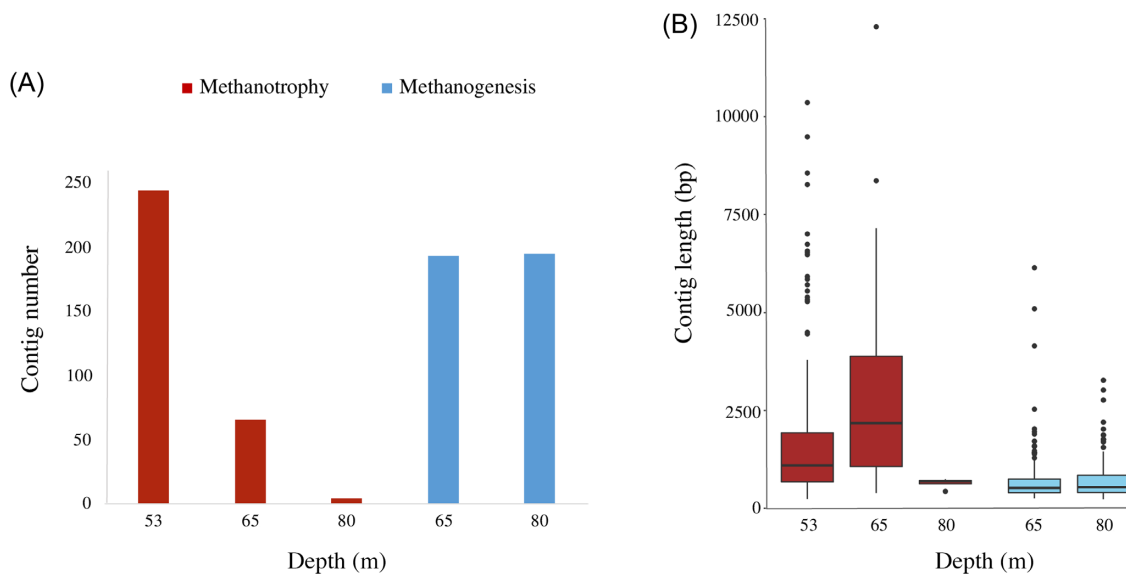 (A)
Methanotrophy Methanogenesis
Contig number
250
200
150
100
50
0
53 65 80 65 80
Depth (m)
(B)
Contig length (bp)
12500
10000
7500
5000
2500
0
53 65 80 65 80
Depth (m)